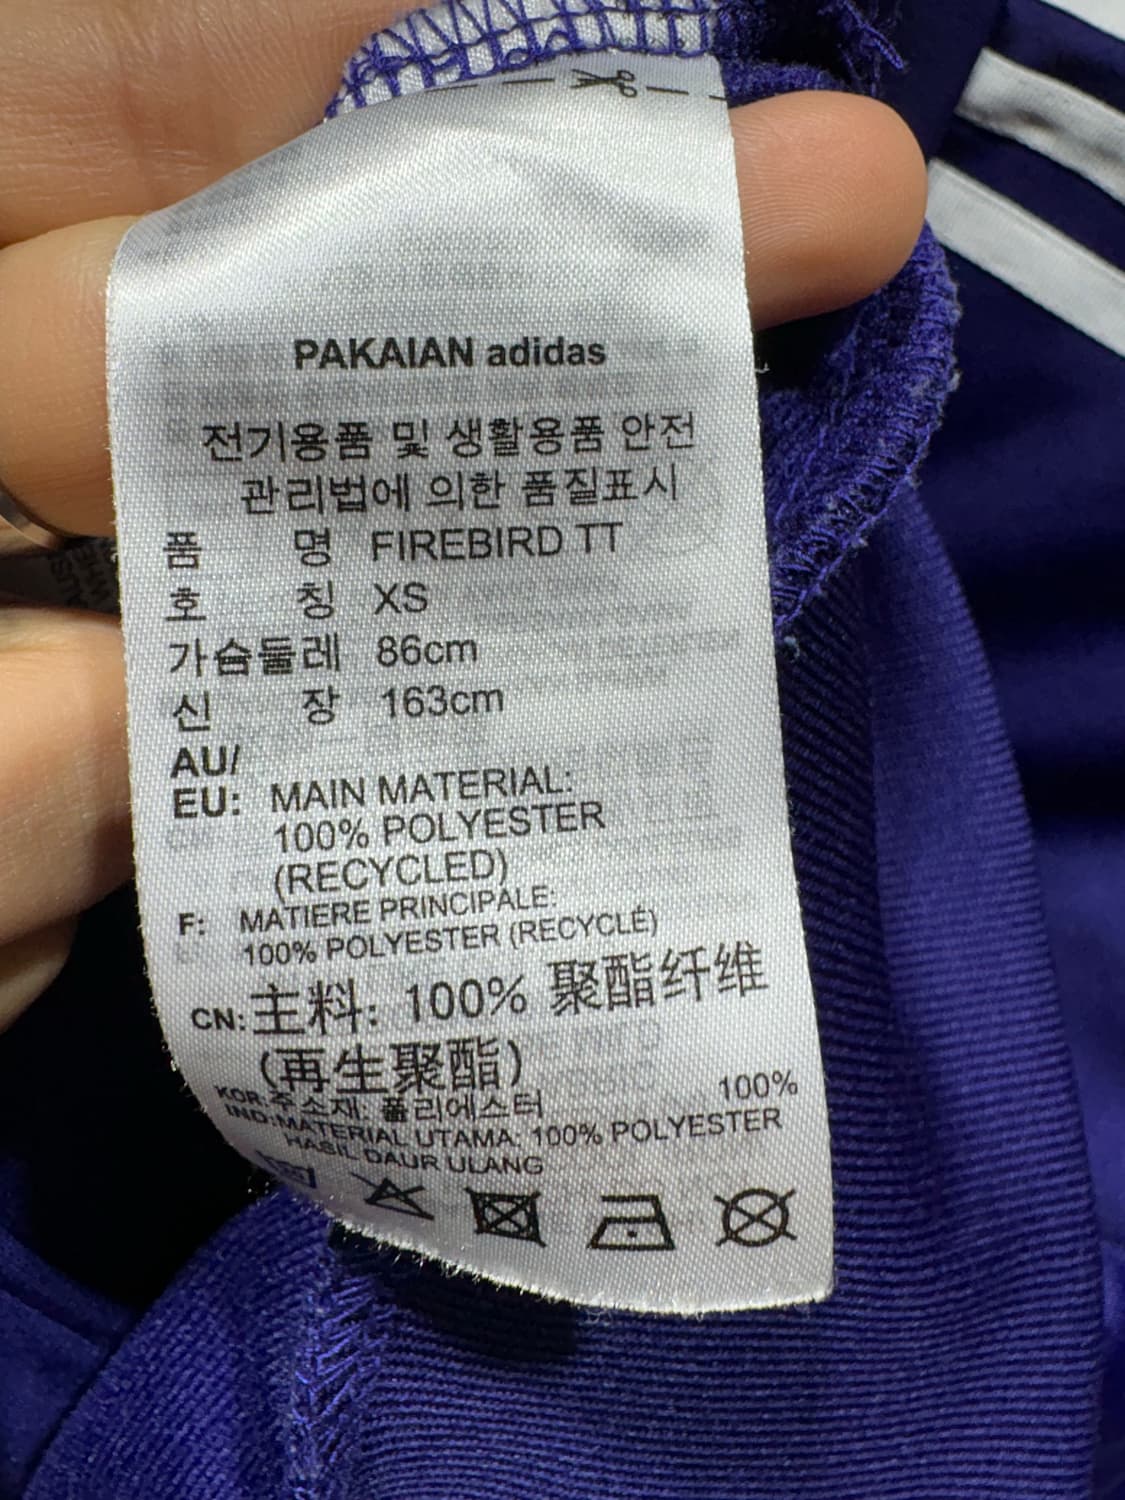 PAKAIAN adidas
전기용품 및 생활용품 안전
관리법에 의한 품질표시
품 명 FIREBIRD TT
호 칭 XS
가슴둘레 86cm
신 장 163cm
AU/
EU: MAIN MATERIAL:
100% POLYESTER
(RECYCLED)
F: MATIERE PRINCIPALE:
100% POLYESTER (RECYCLÉ)
CN: 主料: 100% 聚酯纤维
(再生聚酯)
KOR: 주소재: 폴리에스터 100%
IND: MATERIAL UTAMA: 100% POLYESTER
HASIL DAUR ULANG